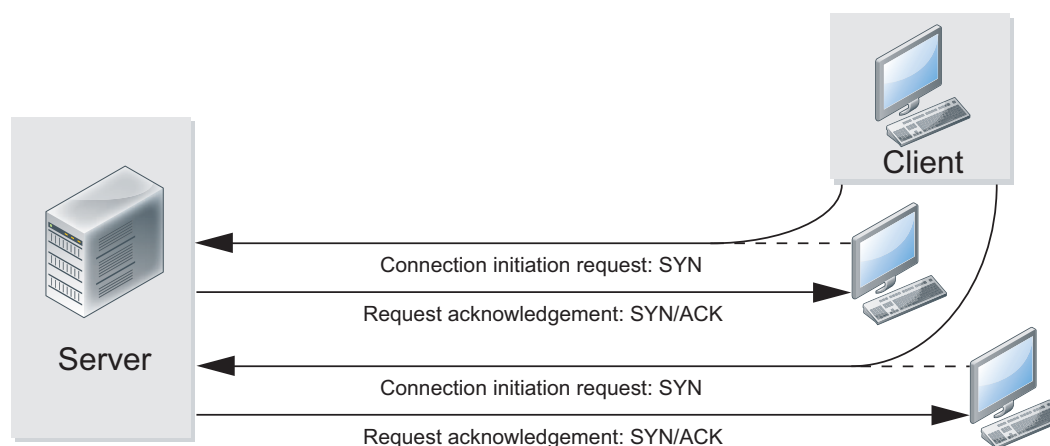 Client
Connection initiation request: SYN
Request acknowledgement: SYN/ACK
Server
Connection initiation request: SYN
Request acknowledgement: SYN/ACK